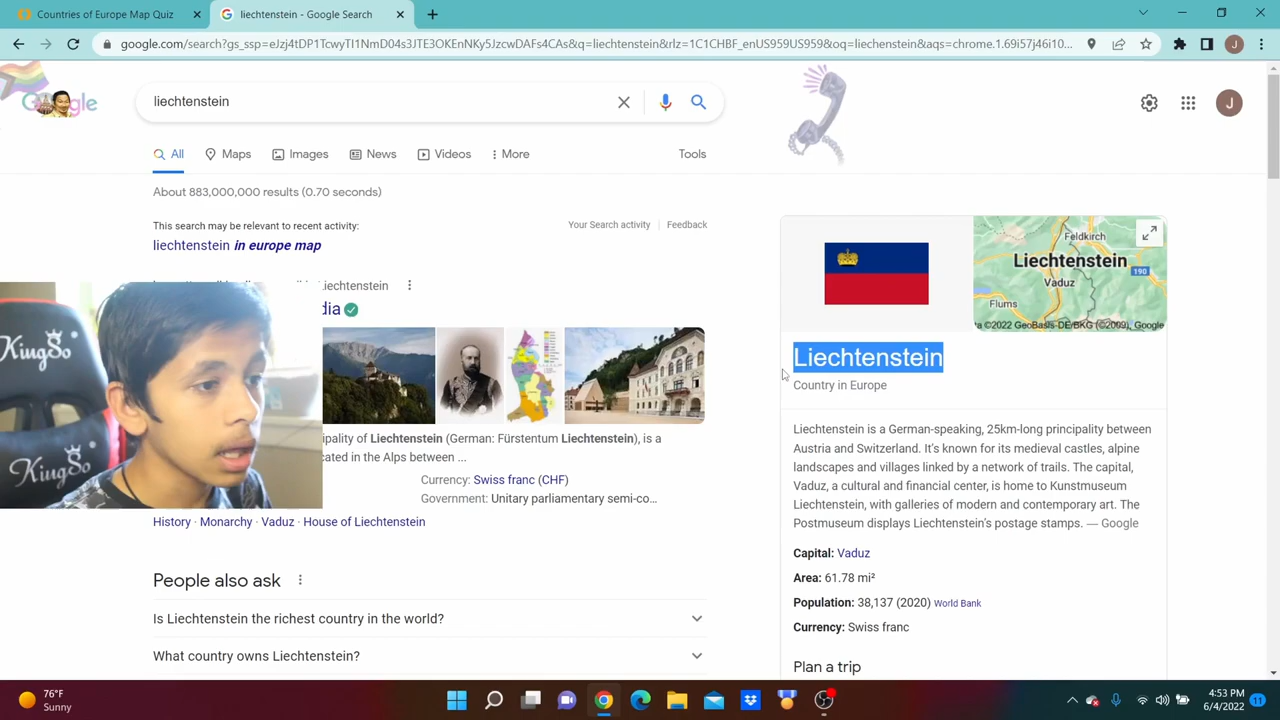 Countries of Europe Map Quiz
liechtenstein - Google Search
google.com/search?gs_ssp=eJzj4tDP1TcwyTI1NmD04s3JTE3OKEnNKy5JzcwDAFs4CAs&q=liechtenstein&rlz=1C1CHBF_enUS959US959&oq=liechenstein&aqs=chrome.1.69i57j46i10...
J
liechtenstein
J
All
Maps
Images
News
Videos
More
Tools
About 883,000,000 results (0.70 seconds)
This search may be relevant to recent activity:
Your Search activity
Feedback
liechtenstein in europe map
Liechtenstein
dia
KingSo
KingSo
ipality of Liechtenstein (German: Fürstentum Liechtenstein), is a
cated in the Alps between ...
Currency: Swiss franc (CHF)
Government: Unitary parliamentary semi-co...
History · Monarchy · Vaduz · House of Liechtenstein
People also ask
Is Liechtenstein the richest country in the world?
What country owns Liechtenstein?
Feldkirch
Liechtenstein
190
Vaduz
Flums
a ©2022 GeoBasis-DE/BKG (©2009), Google
Liechtenstein
Country in Europe
Liechtenstein is a German-speaking, 25km-long principality between
Austria and Switzerland. It's known for its medieval castles, alpine
landscapes and villages linked by a network of trails. The capital,
Vaduz, a cultural and financial center, is home to Kunstmuseum
Liechtenstein, with galleries of modern and contemporary art. The
Postmuseum displays Liechtenstein's postage stamps. — Google
Capital: Vaduz
Area: 61.78 mi²
Population: 38,137 (2020) World Bank
Currency: Swiss franc
Plan a trip
76°F
Sunny
4:53 PM
6/4/2022
11